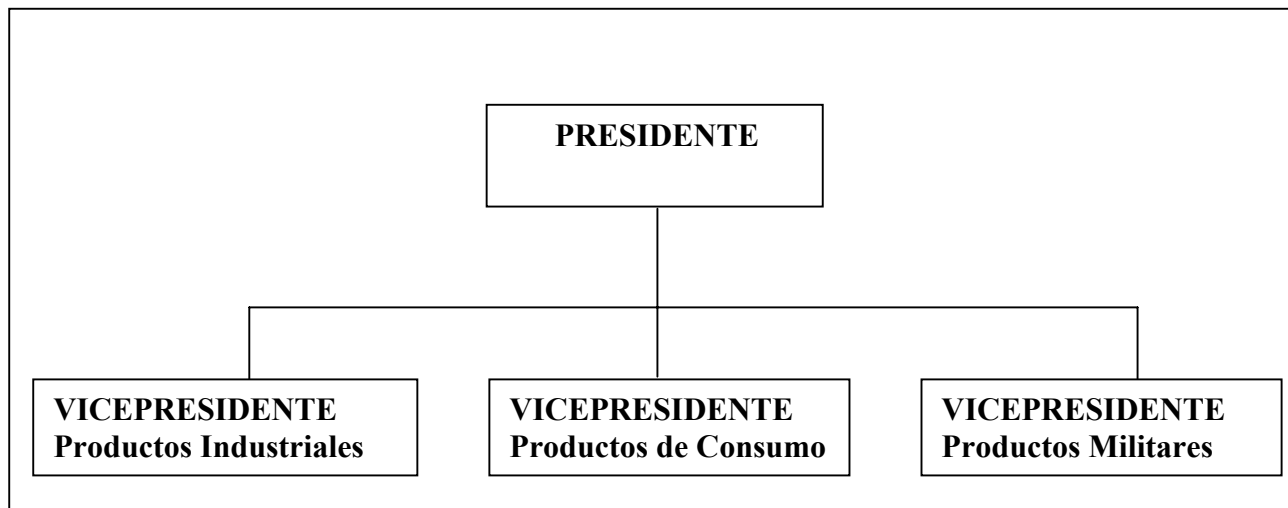 PRESIDENTE
VICEPRESIDENTE
Productos Industriales
VICEPRESIDENTE
Productos de Consumo
VICEPRESIDENTE
Productos Militares